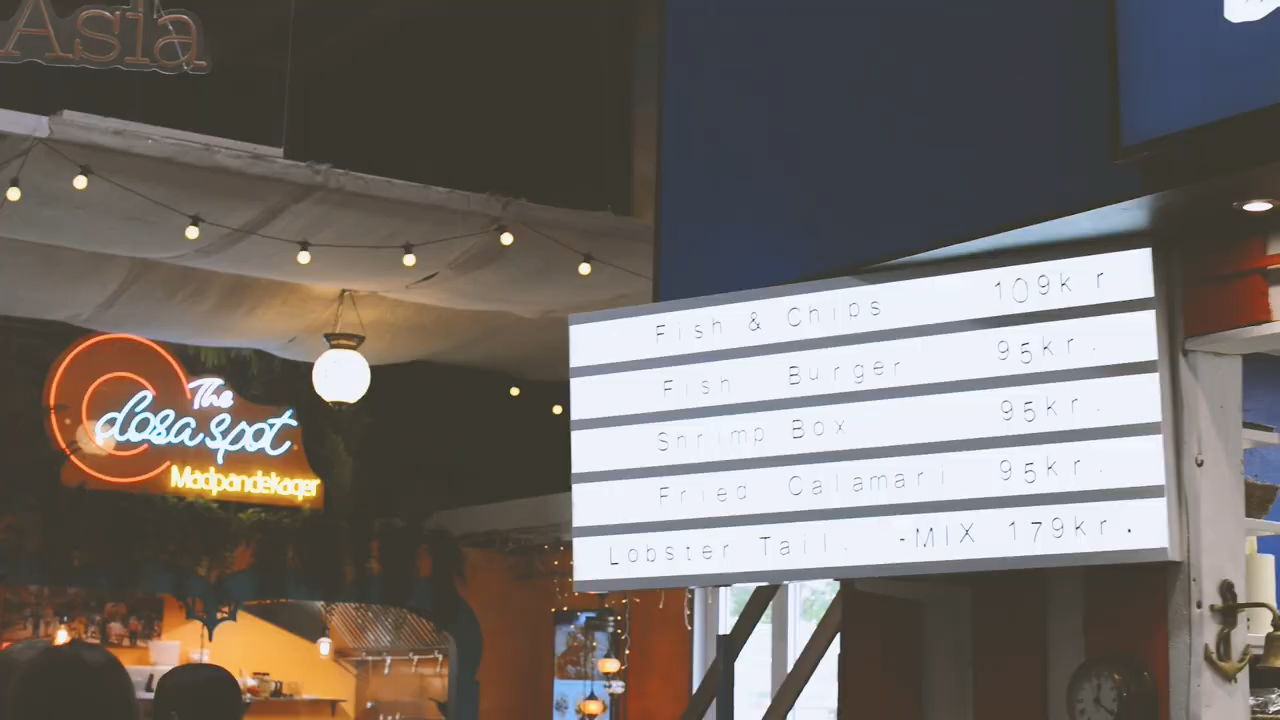 Asia
The
dosa spot
Madpandekager
Fish & Chips 109kr
Fish Burger 95kr.
Shrimp Box 95kr.
Fried Calamari 95kr.
Lobster Tail. -MIX 179kr.